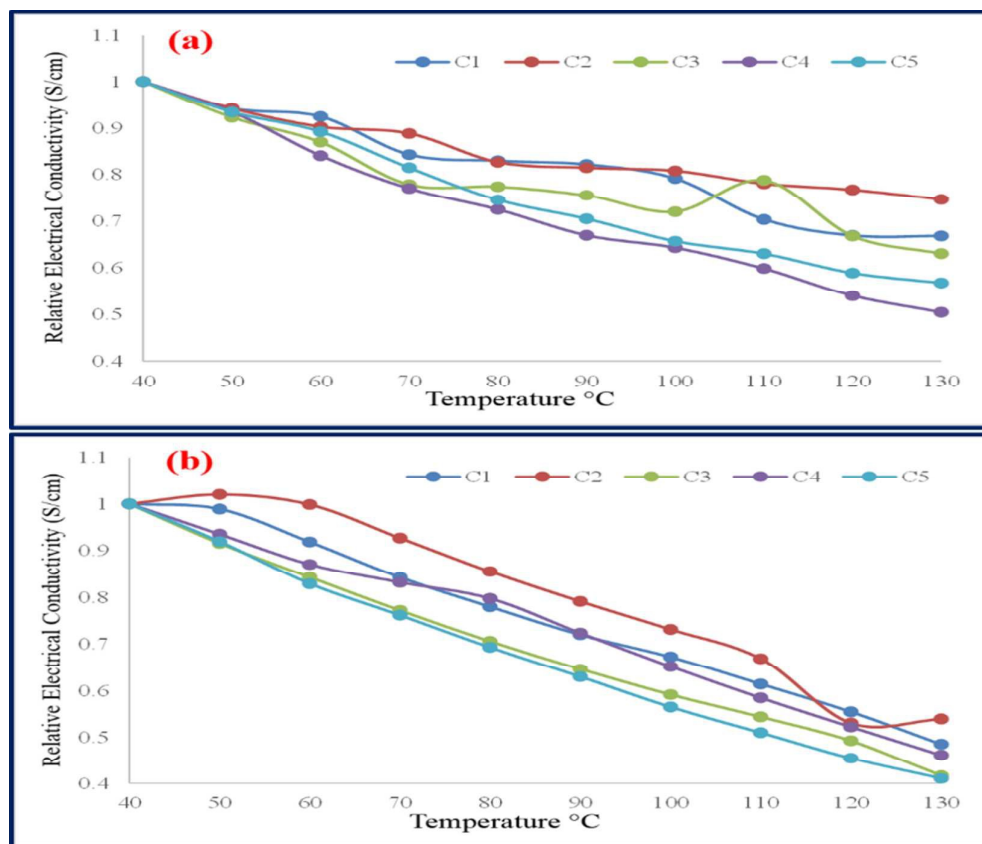 (a)
C1 C2 C3 C4 C5
Relative Electrical Conductivity (S/cm)
1.1
1
0.9
0.8
0.7
0.6
0.5
0.4
40 50 60 70 80 90 100 110 120 130
Temperature °C
(b)
C1 C2 C3 C4 C5
Relative Electrical Conductivity (S/cm)
1.1
1
0.9
0.8
0.7
0.6
0.5
0.4
40 50 60 70 80 90 100 110 120 130
Temperature °C